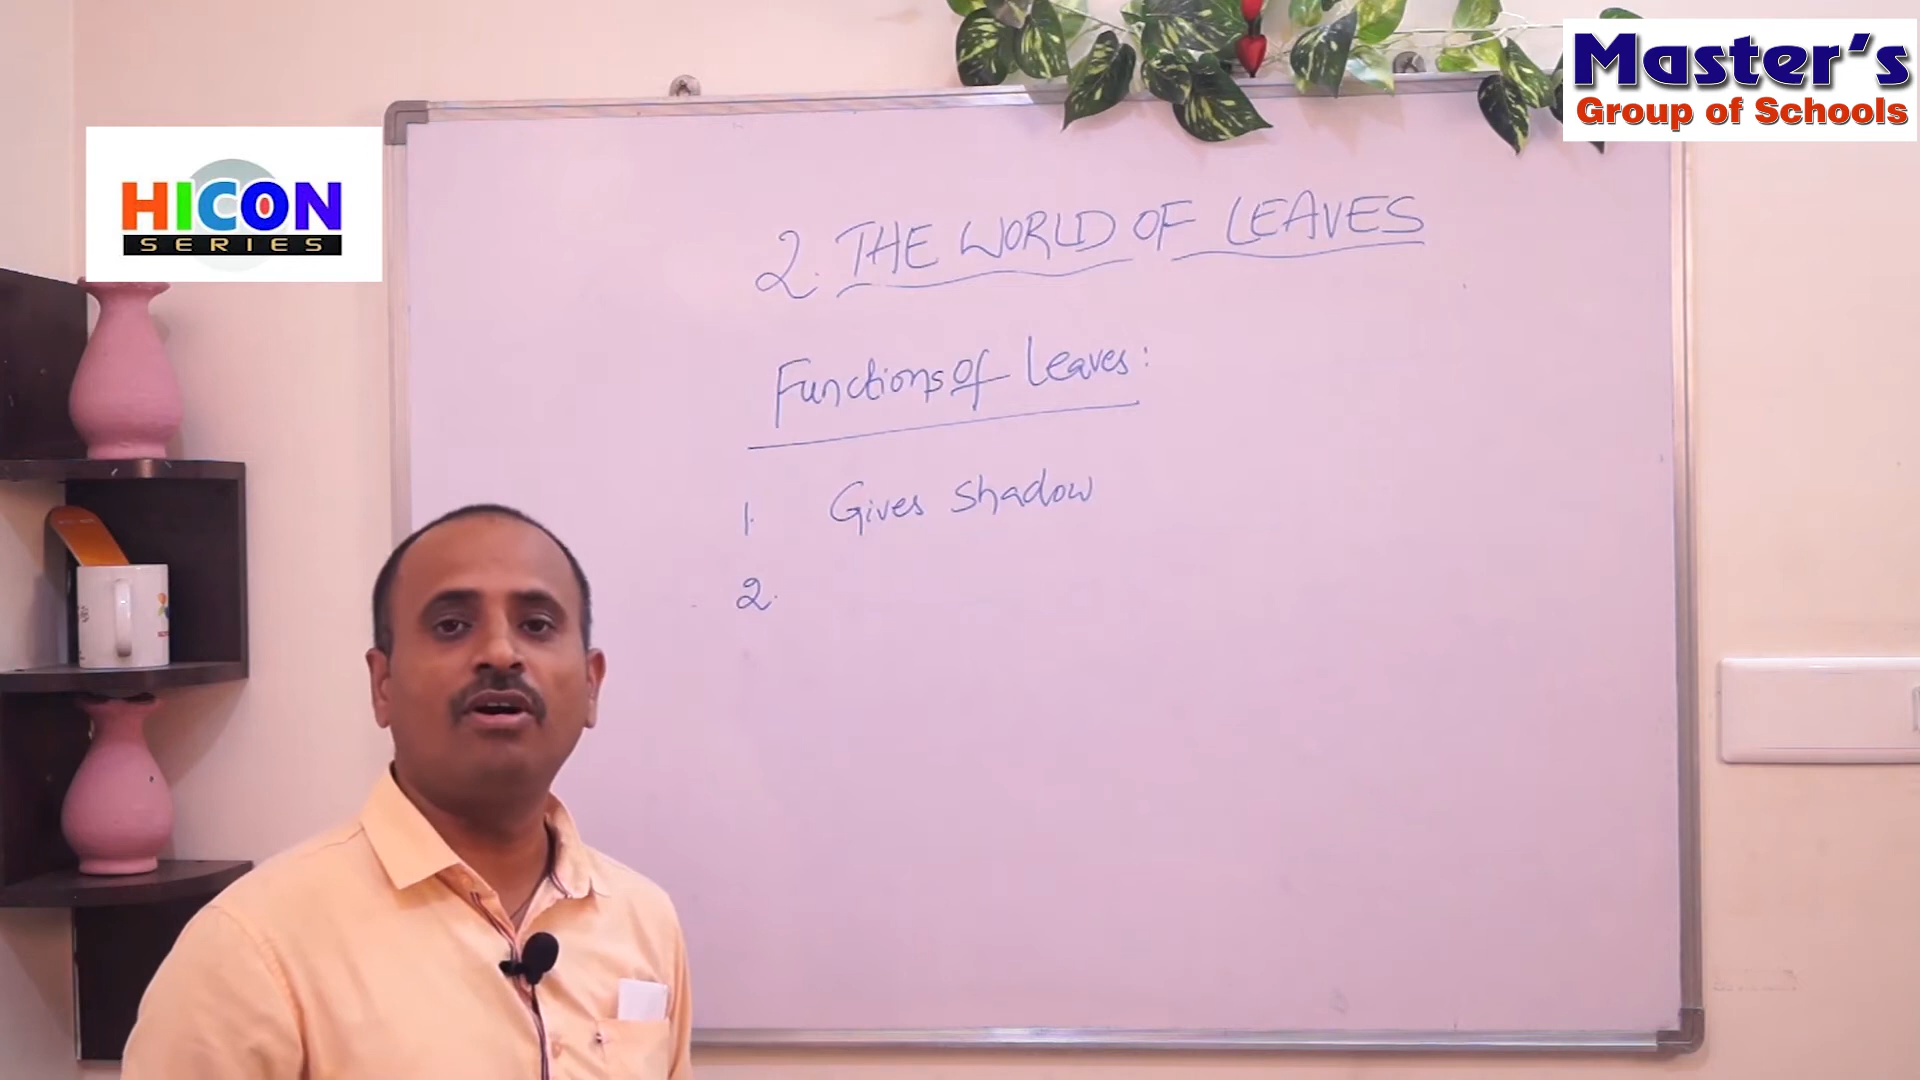 Master's
Group of Schools
HICON
SERIES
2. THE WORLD OF LEAVES
Functions of Leaves:
1. Gives Shadow
2.